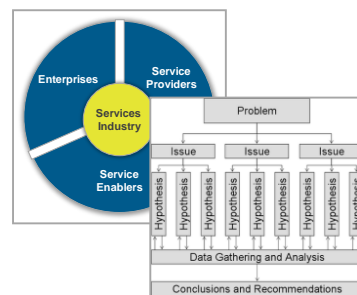 Enterprises
Service
Providers
Services
Industry
Service
Enablers
Problem
Issue
Issue
Issue
Hypothesis
Hypothesis
Hypothesis
Hypothesis
Hypothesis
Hypothesis
Hypothesis
Hypothesis
Hypothesis
Data Gathering and Analysis
Conclusions and Recommendations